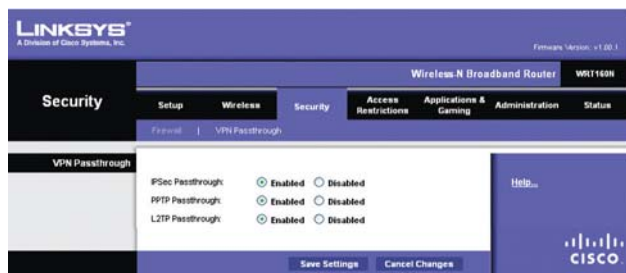 LINKSYS®
A Division of Cisco Systems, Inc.
Firmware Version: v1.00.1
Wireless-N Broadband Router WRT160N
Security
Setup Wireless Security Access Restrictions Applications & Gaming Administration Status
Firewall | VPN Passthrough
VPN Passthrough
IPSec Passthrough: Enabled Disabled
PPTP Passthrough: Enabled Disabled
L2TP Passthrough: Enabled Disabled
Help...
Save Settings Cancel Changes
CISCO.